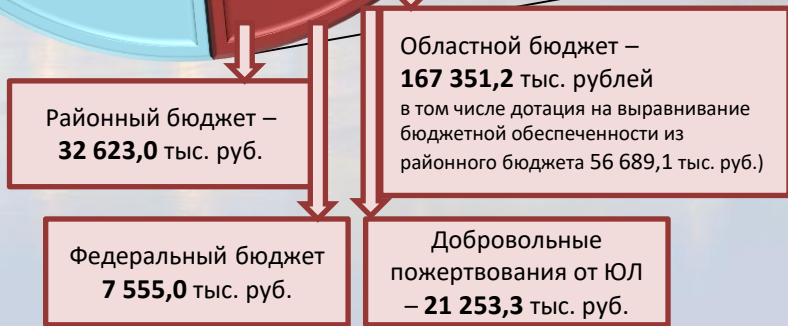 Областной бюджет –
167 351,2 тыс. рублей
в том числе дотация на выравнивание
бюджетной обеспеченности из
районного бюджета 56 689,1 тыс. руб.)
Районный бюджет –
32 623,0 тыс. руб.
Федеральный бюджет
7 555,0 тыс. руб.
Добровольные
пожертвования от ЮЛ
– 21 253,3 тыс. руб.